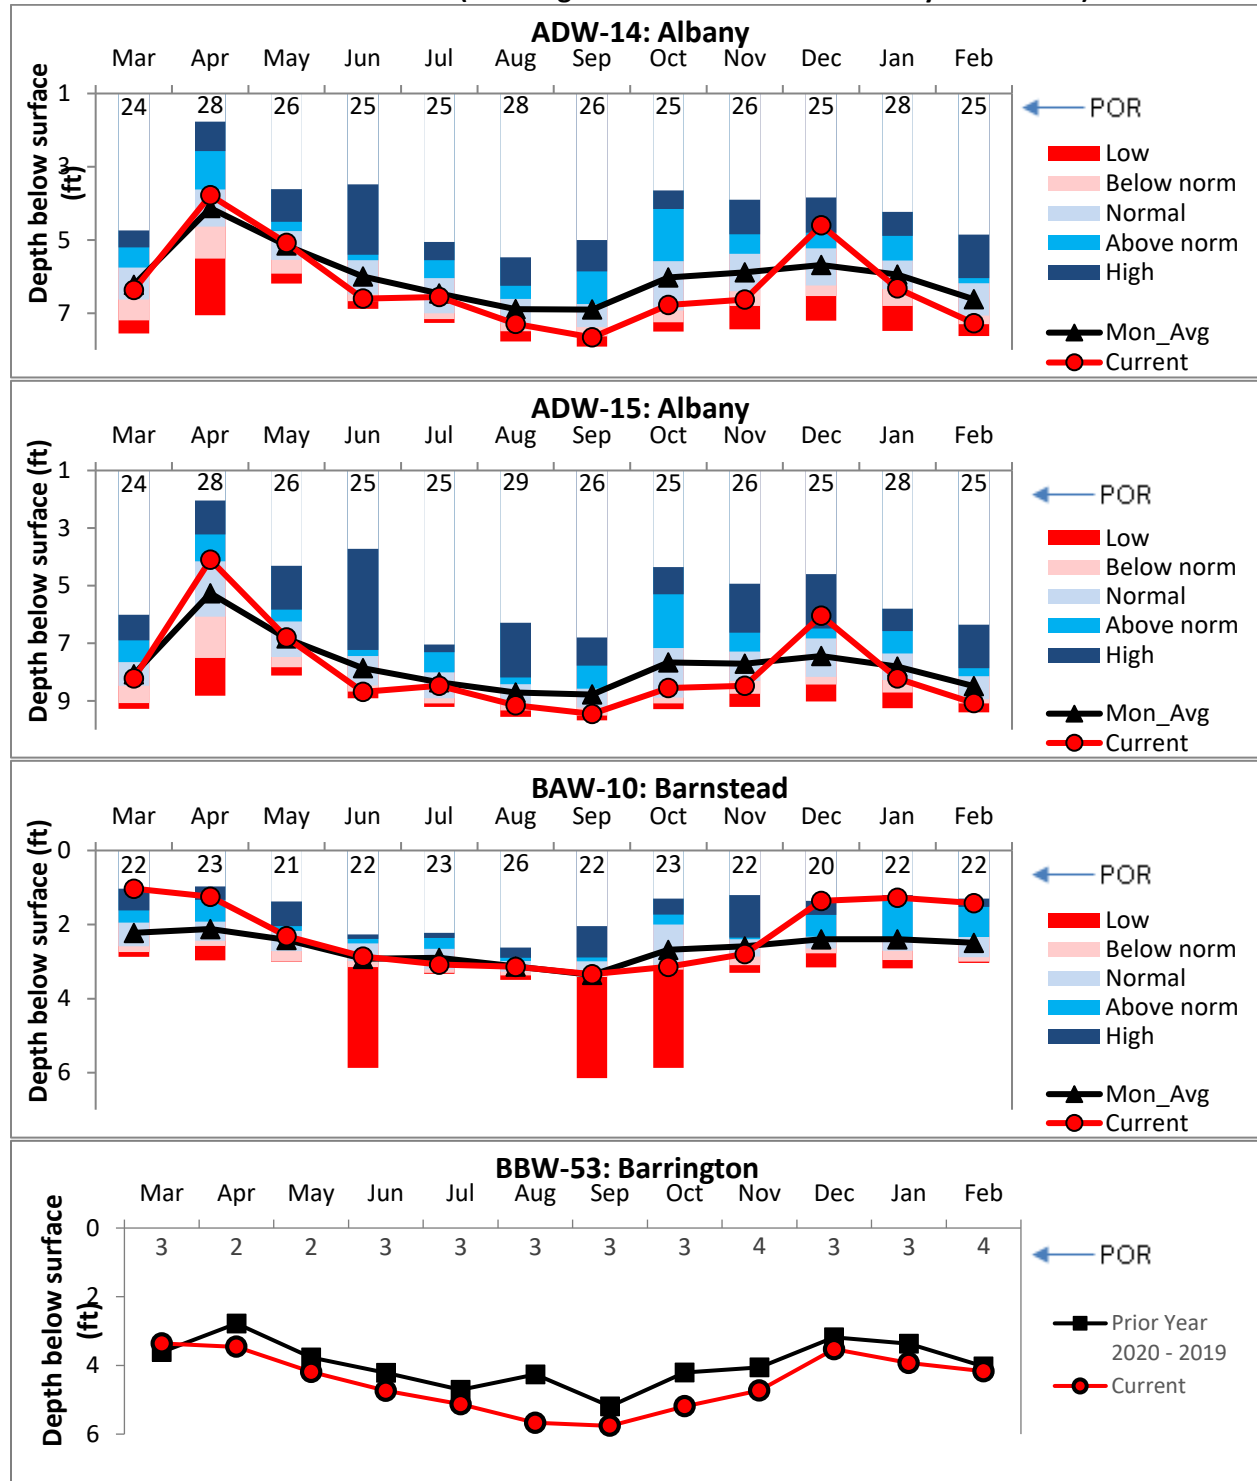 ADW-14: Albany
Mar Apr May Jun Jul Aug Sep Oct Nov Dec Jan Feb
Depth below surface (ft)
1
3
5
7
24 28 26 25 25 28 26 25 26 25 28 25
POR
Low
Below norm
Normal
Above norm
High
Mon_Avg
Current
ADW-15: Albany
Mar Apr May Jun Jul Aug Sep Oct Nov Dec Jan Feb
Depth below surface (ft)
1
3
5
7
9
24 28 26 25 25 29 26 25 26 25 28 25
POR
Low
Below norm
Normal
Above norm
High
Mon_Avg
Current
BAW-10: Barnstead
Mar Apr May Jun Jul Aug Sep Oct Nov Dec Jan Feb
Depth below surface (ft)
0
2
4
6
22 23 21 22 23 26 22 23 22 20 22 22
POR
Low
Below norm
Normal
Above norm
High
Mon_Avg
Current
BBW-53: Barrington
Mar Apr May Jun Jul Aug Sep Oct Nov Dec Jan Feb
Depth below surface (ft)
0
2
4
6
3 2 2 3 3 3 3 3 4 3 3 4
POR
Prior Year
2020 - 2019
Current